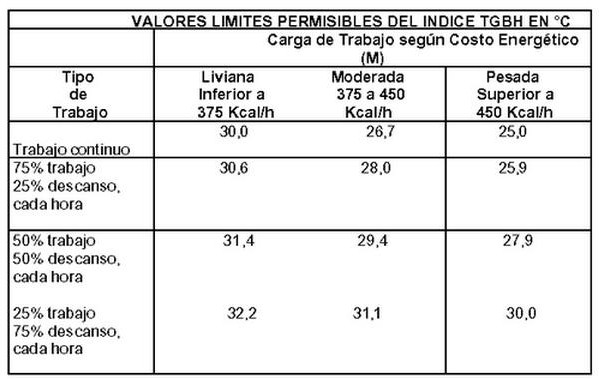 VALORES LIMITES PERMISIBLES DEL INDICE TGBH EN °C
Carga de Trabajo según Costo Energético
(M)
Tipo de Trabajo
Liviana Inferior a 375 Kcal/h
Moderada 375 a 450 Kcal/h
Pesada Superior a 450 Kcal/h
Trabajo continuo 30,0 26,7 25,0
75% trabajo 30,6 28,0 25,9
25% descanso,
cada hora
50% trabajo 31,4 29,4 27,9
50% descanso,
cada hora
25% trabajo 32,2 31,1 30,0
75% descanso,
cada hora